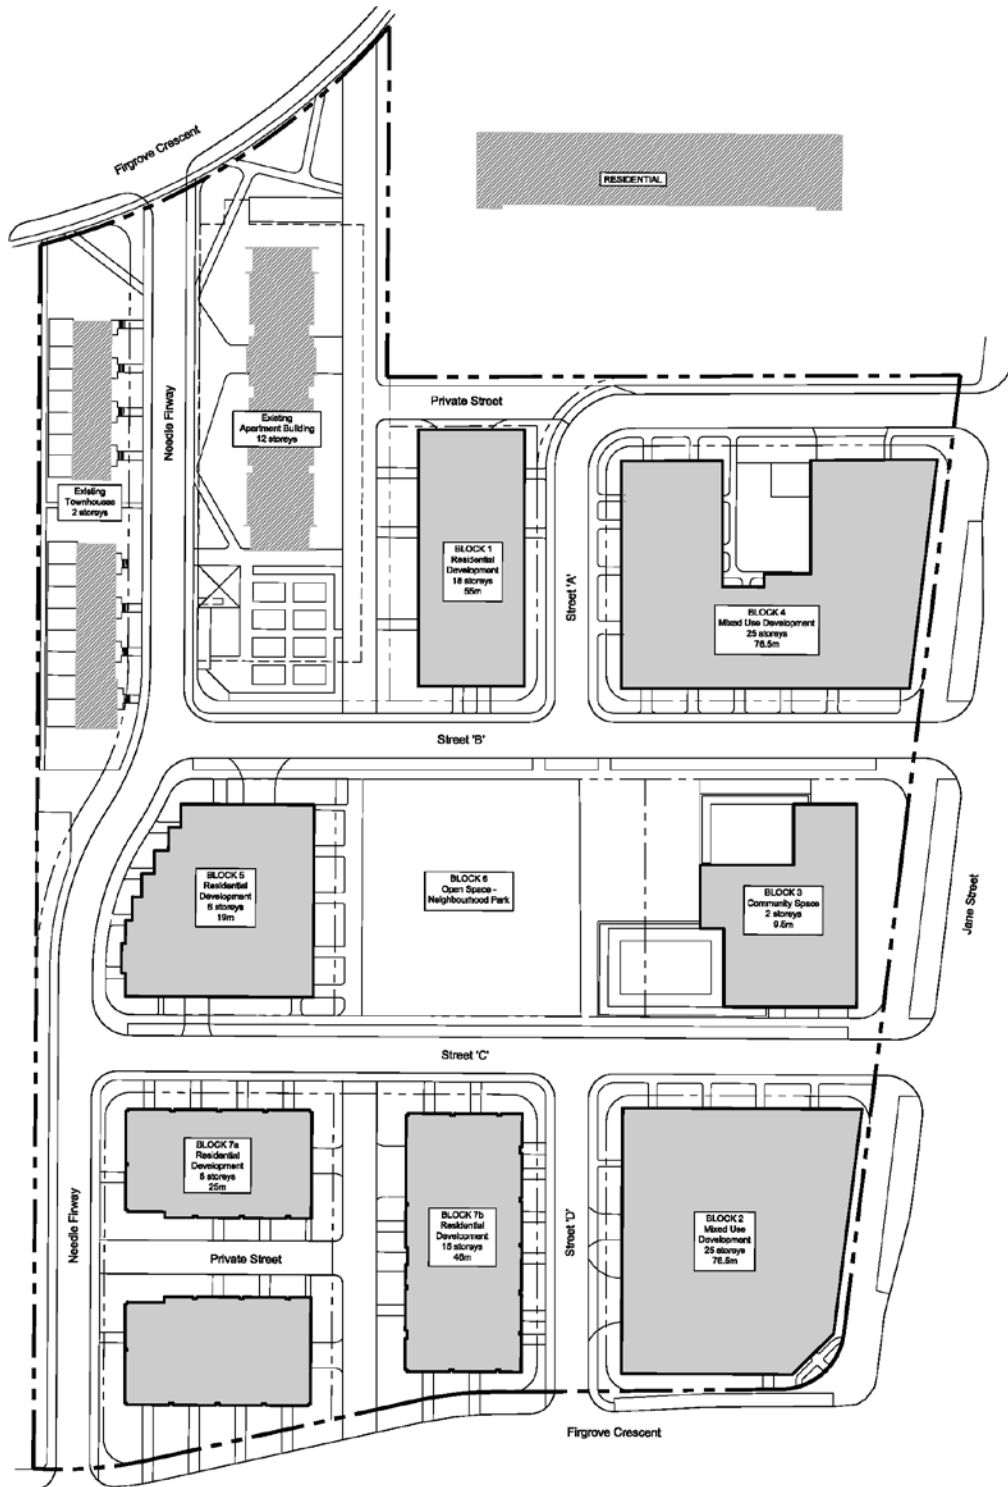 Firgrove Crescent
RESIDENTIAL
Needle Firway
Private Street
Existing
Apartment Building
12 storeys
Existing
Townhouses
2 storeys
BLOCK 1
Residential
Development
18 storeys
55m
Street 'A'
BLOCK 4
Mixed Use Development
25 storeys
76.5m
Street 'B'
BLOCK 5
Residential
Development
6 storeys
19m
BLOCK 6
Open Space -
Neighbourhood Park
BLOCK 3
Community Space
2 storeys
9.5m
Jane Street
Street 'C'
BLOCK 7a
Residential
Development
25m
Needle Firway
Private Street
BLOCK 7b
Residential
Development
15 storeys
Street 'D'
BLOCK 2
Mixed Use
Development
25 storeys
76.5m
Firgrove Crescent